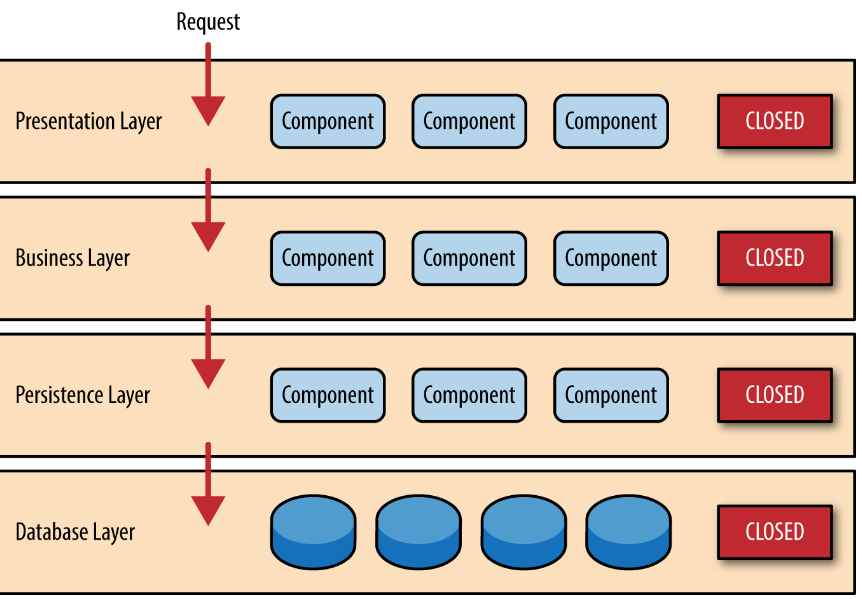 Request
Presentation Layer
Component
Component
Component
CLOSED
Business Layer
Component
Component
Component
CLOSED
Persistence Layer
Component
Component
Component
CLOSED
Database Layer
CLOSED